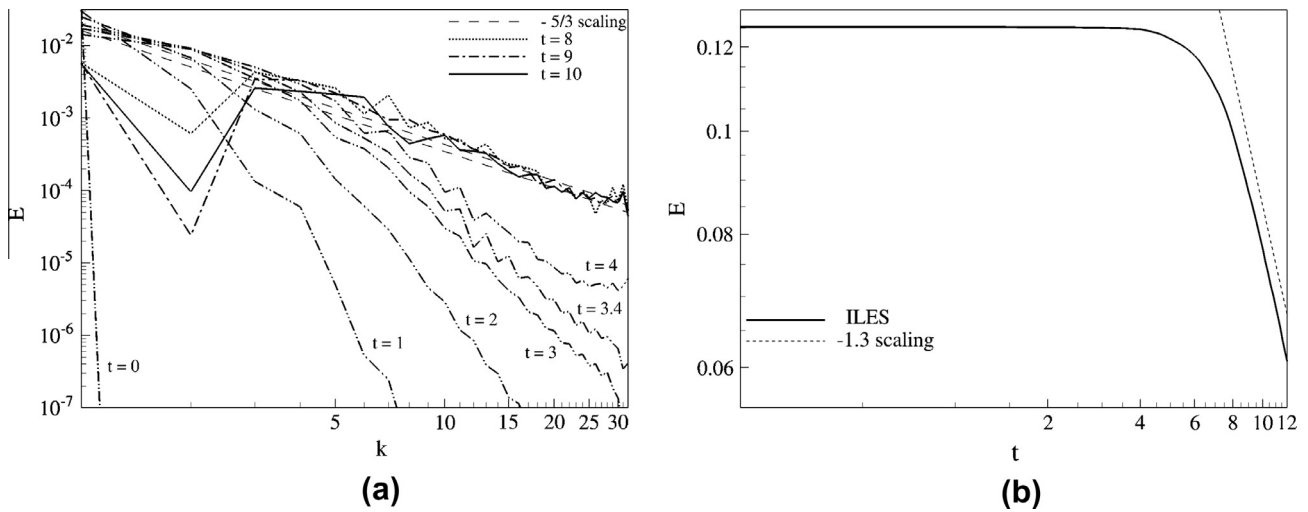 - 5/3 scaling
t = 8
t = 9
t = 10
10⁻²
10⁻³
10⁻⁴
10⁻⁵
10⁻⁶
10⁻⁷
E
t = 0
t = 1
t = 2
t = 3
t = 3.4
t = 4
5 10 15 20 25 30
k
(a)
0.12
0.1
0.08
0.06
E
ILES
-1.3 scaling
2 4 6 8 10 12
t
(b)